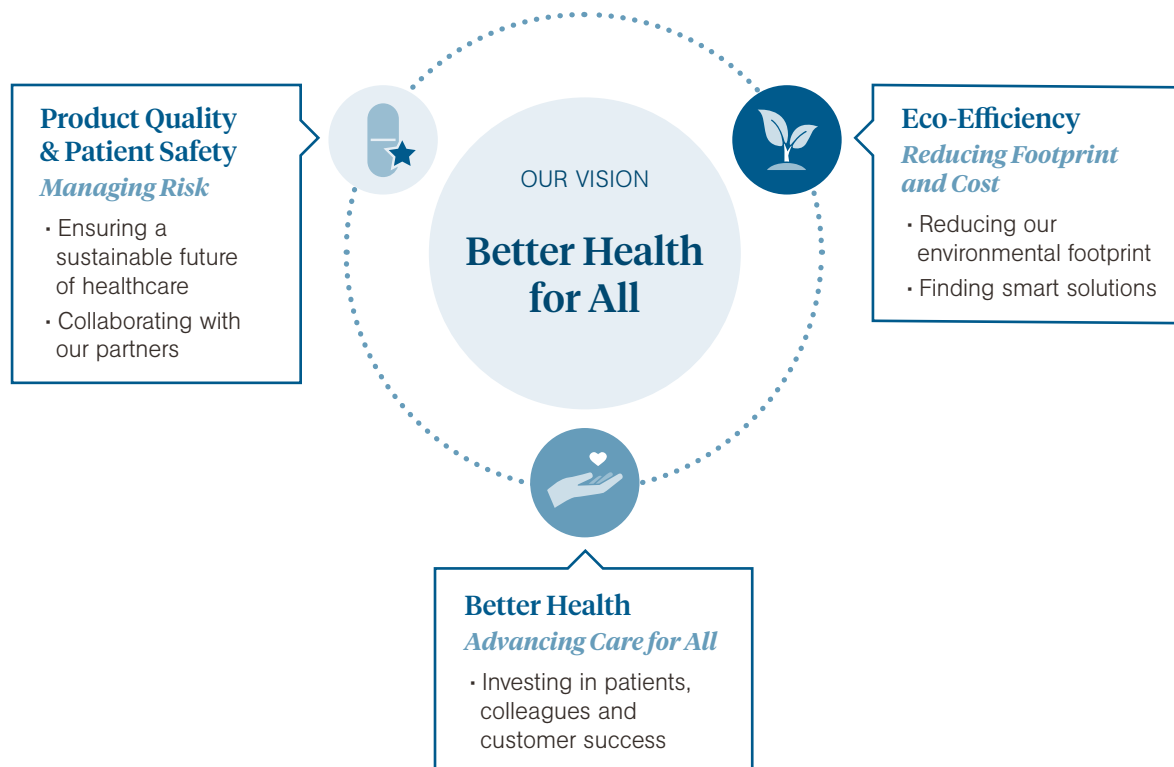 OUR VISION
Better Health
for All
Product Quality
& Patient Safety
Managing Risk
· Ensuring a
sustainable future
of healthcare
· Collaborating with
our partners
Eco-Efficiency
Reducing Footprint
and Cost
· Reducing our
environmental footprint
· Finding smart solutions
Better Health
Advancing Care for All
· Investing in patients,
colleagues and
customer success